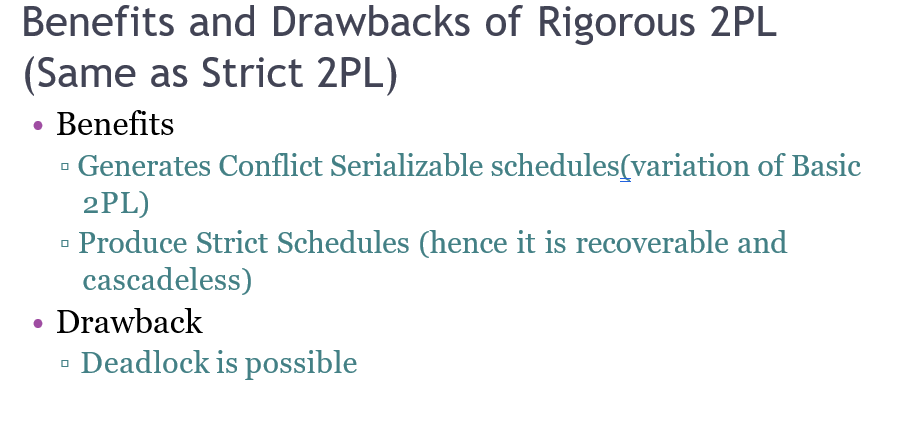 Benefits and Drawbacks of Rigorous 2PL
(Same as Strict 2PL)
• Benefits
▫ Generates Conflict Serializable schedules(variation of Basic
2PL)
▫ Produce Strict Schedules (hence it is recoverable and
cascadeless)
• Drawback
▫ Deadlock is possible